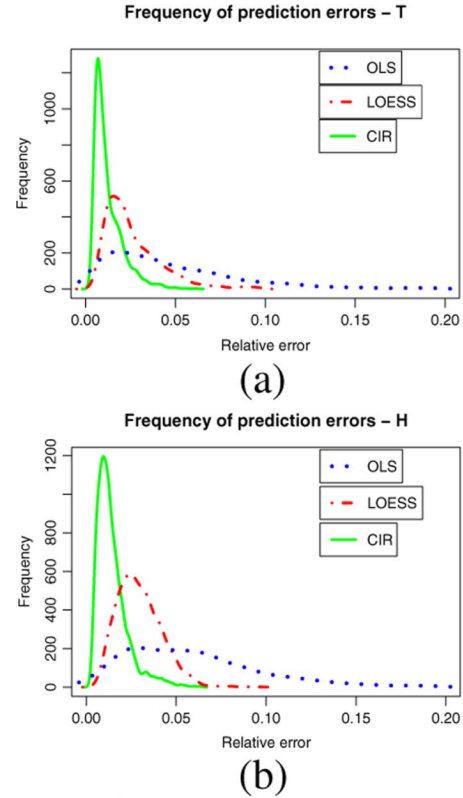 Frequency of prediction errors – T
Frequency
0 200 600 1000
OLS
LOESS
CIR
0.00 0.05 0.10 0.15 0.20
Relative error
(a)
Frequency of prediction errors – H
Frequency
0 200 400 600 800 1200
OLS
LOESS
CIR
0.00 0.05 0.10 0.15 0.20
Relative error
(b)